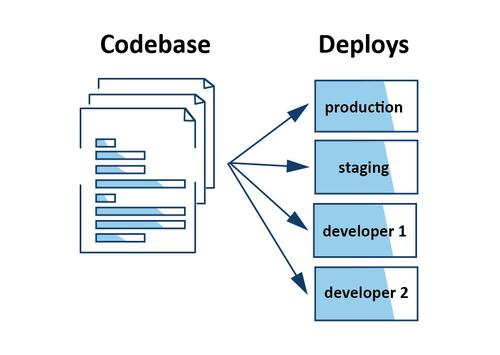 Codebase
Deploys
production
staging
developer 1
developer 2